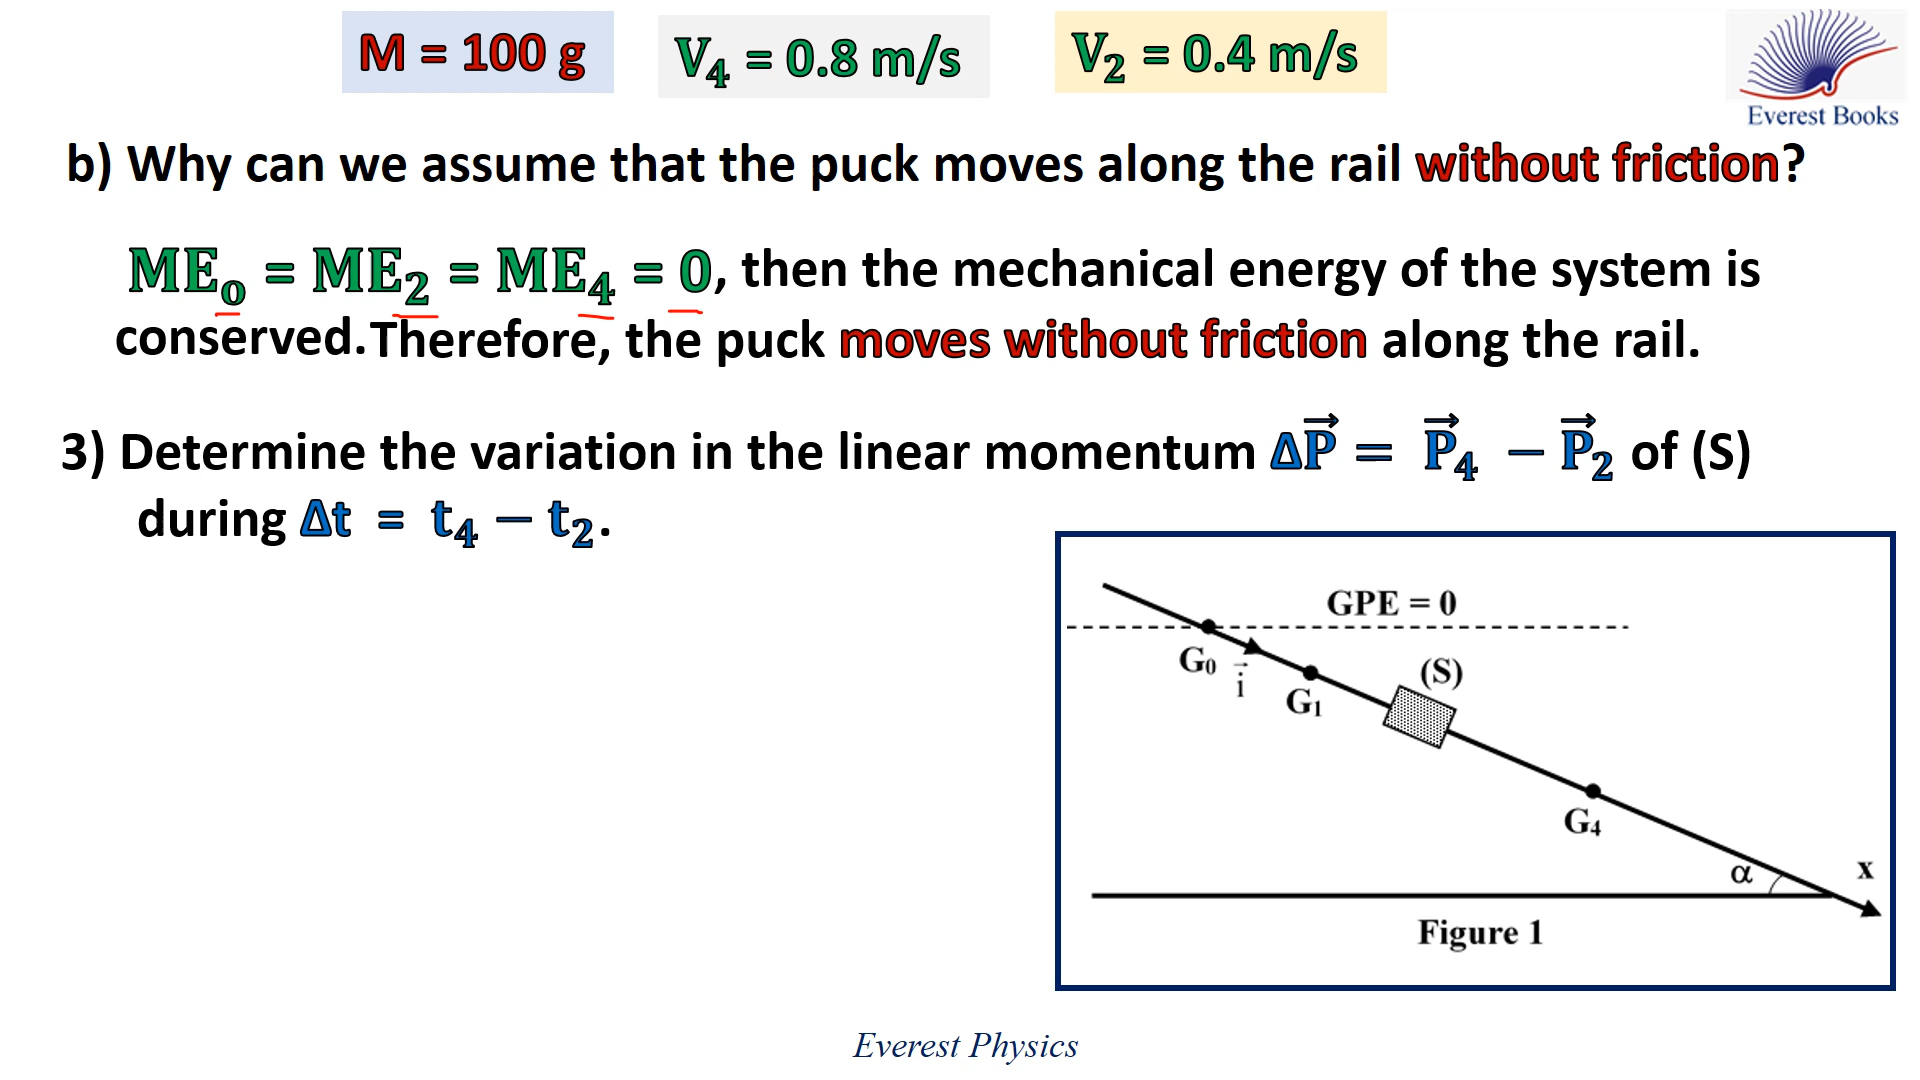 M = 100 g
V₄ = 0.8 m/s
V₂ = 0.4 m/s
Everest Books
b) Why can we assume that the puck moves along the rail without friction?
ME₀ = ME₂ = ME₄ = 0, then the mechanical energy of the system is
conserved. Therefore, the puck moves without friction along the rail.
3) Determine the variation in the linear momentum ΔP⃗ = P⃗₄ − P⃗₂ of (S)
during Δt = t₄ − t₂.
GPE = 0
G₀
i⃗
G₁
(S)
G₄
α
x
Figure 1
Everest Physics